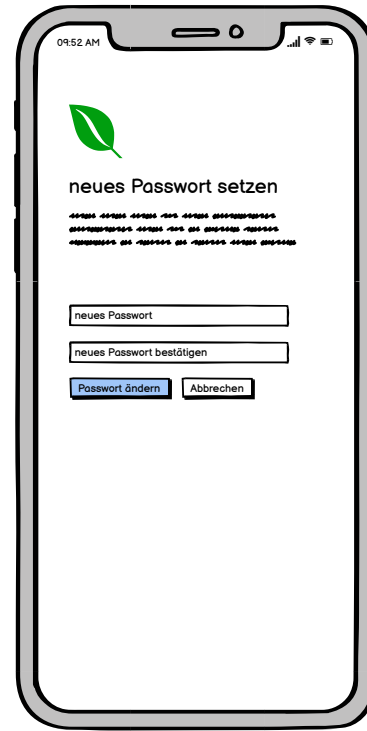 09:52 AM
neues Passwort setzen
neues Passwort
neues Passwort bestätigen
Passwort ändern Abbrechen